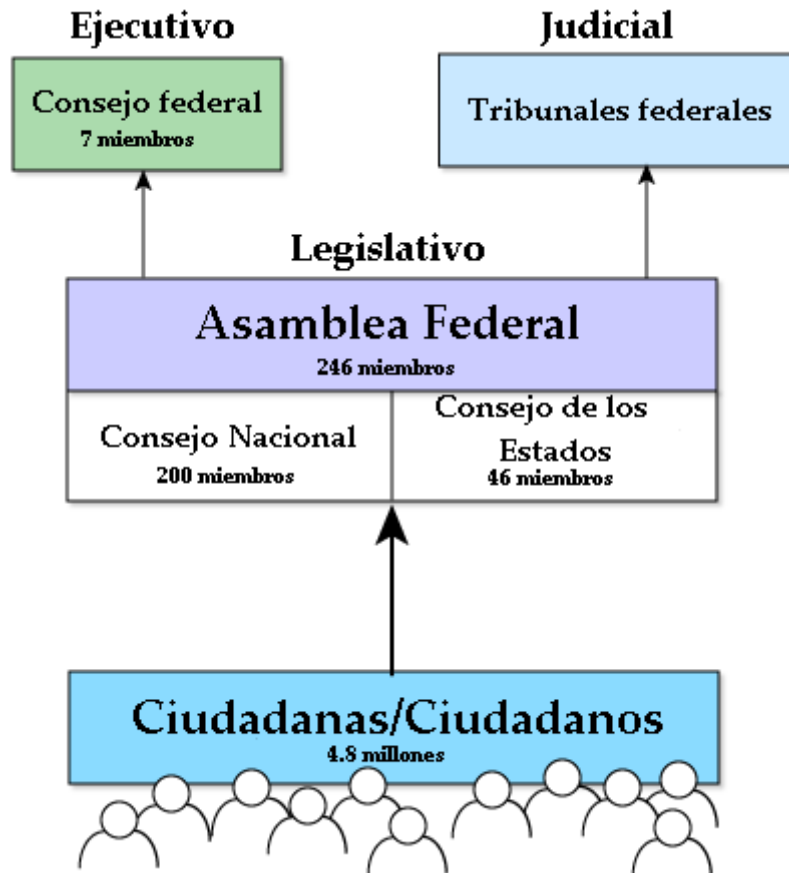 Ejecutivo
Consejo federal
7 miembros
Judicial
Tribunales federales
Legislativo
Asamblea Federal
246 miembros
Consejo Nacional
200 miembros
Consejo de los
Estados
46 miembros
Ciudadanas/Ciudadanos
4.8 millones